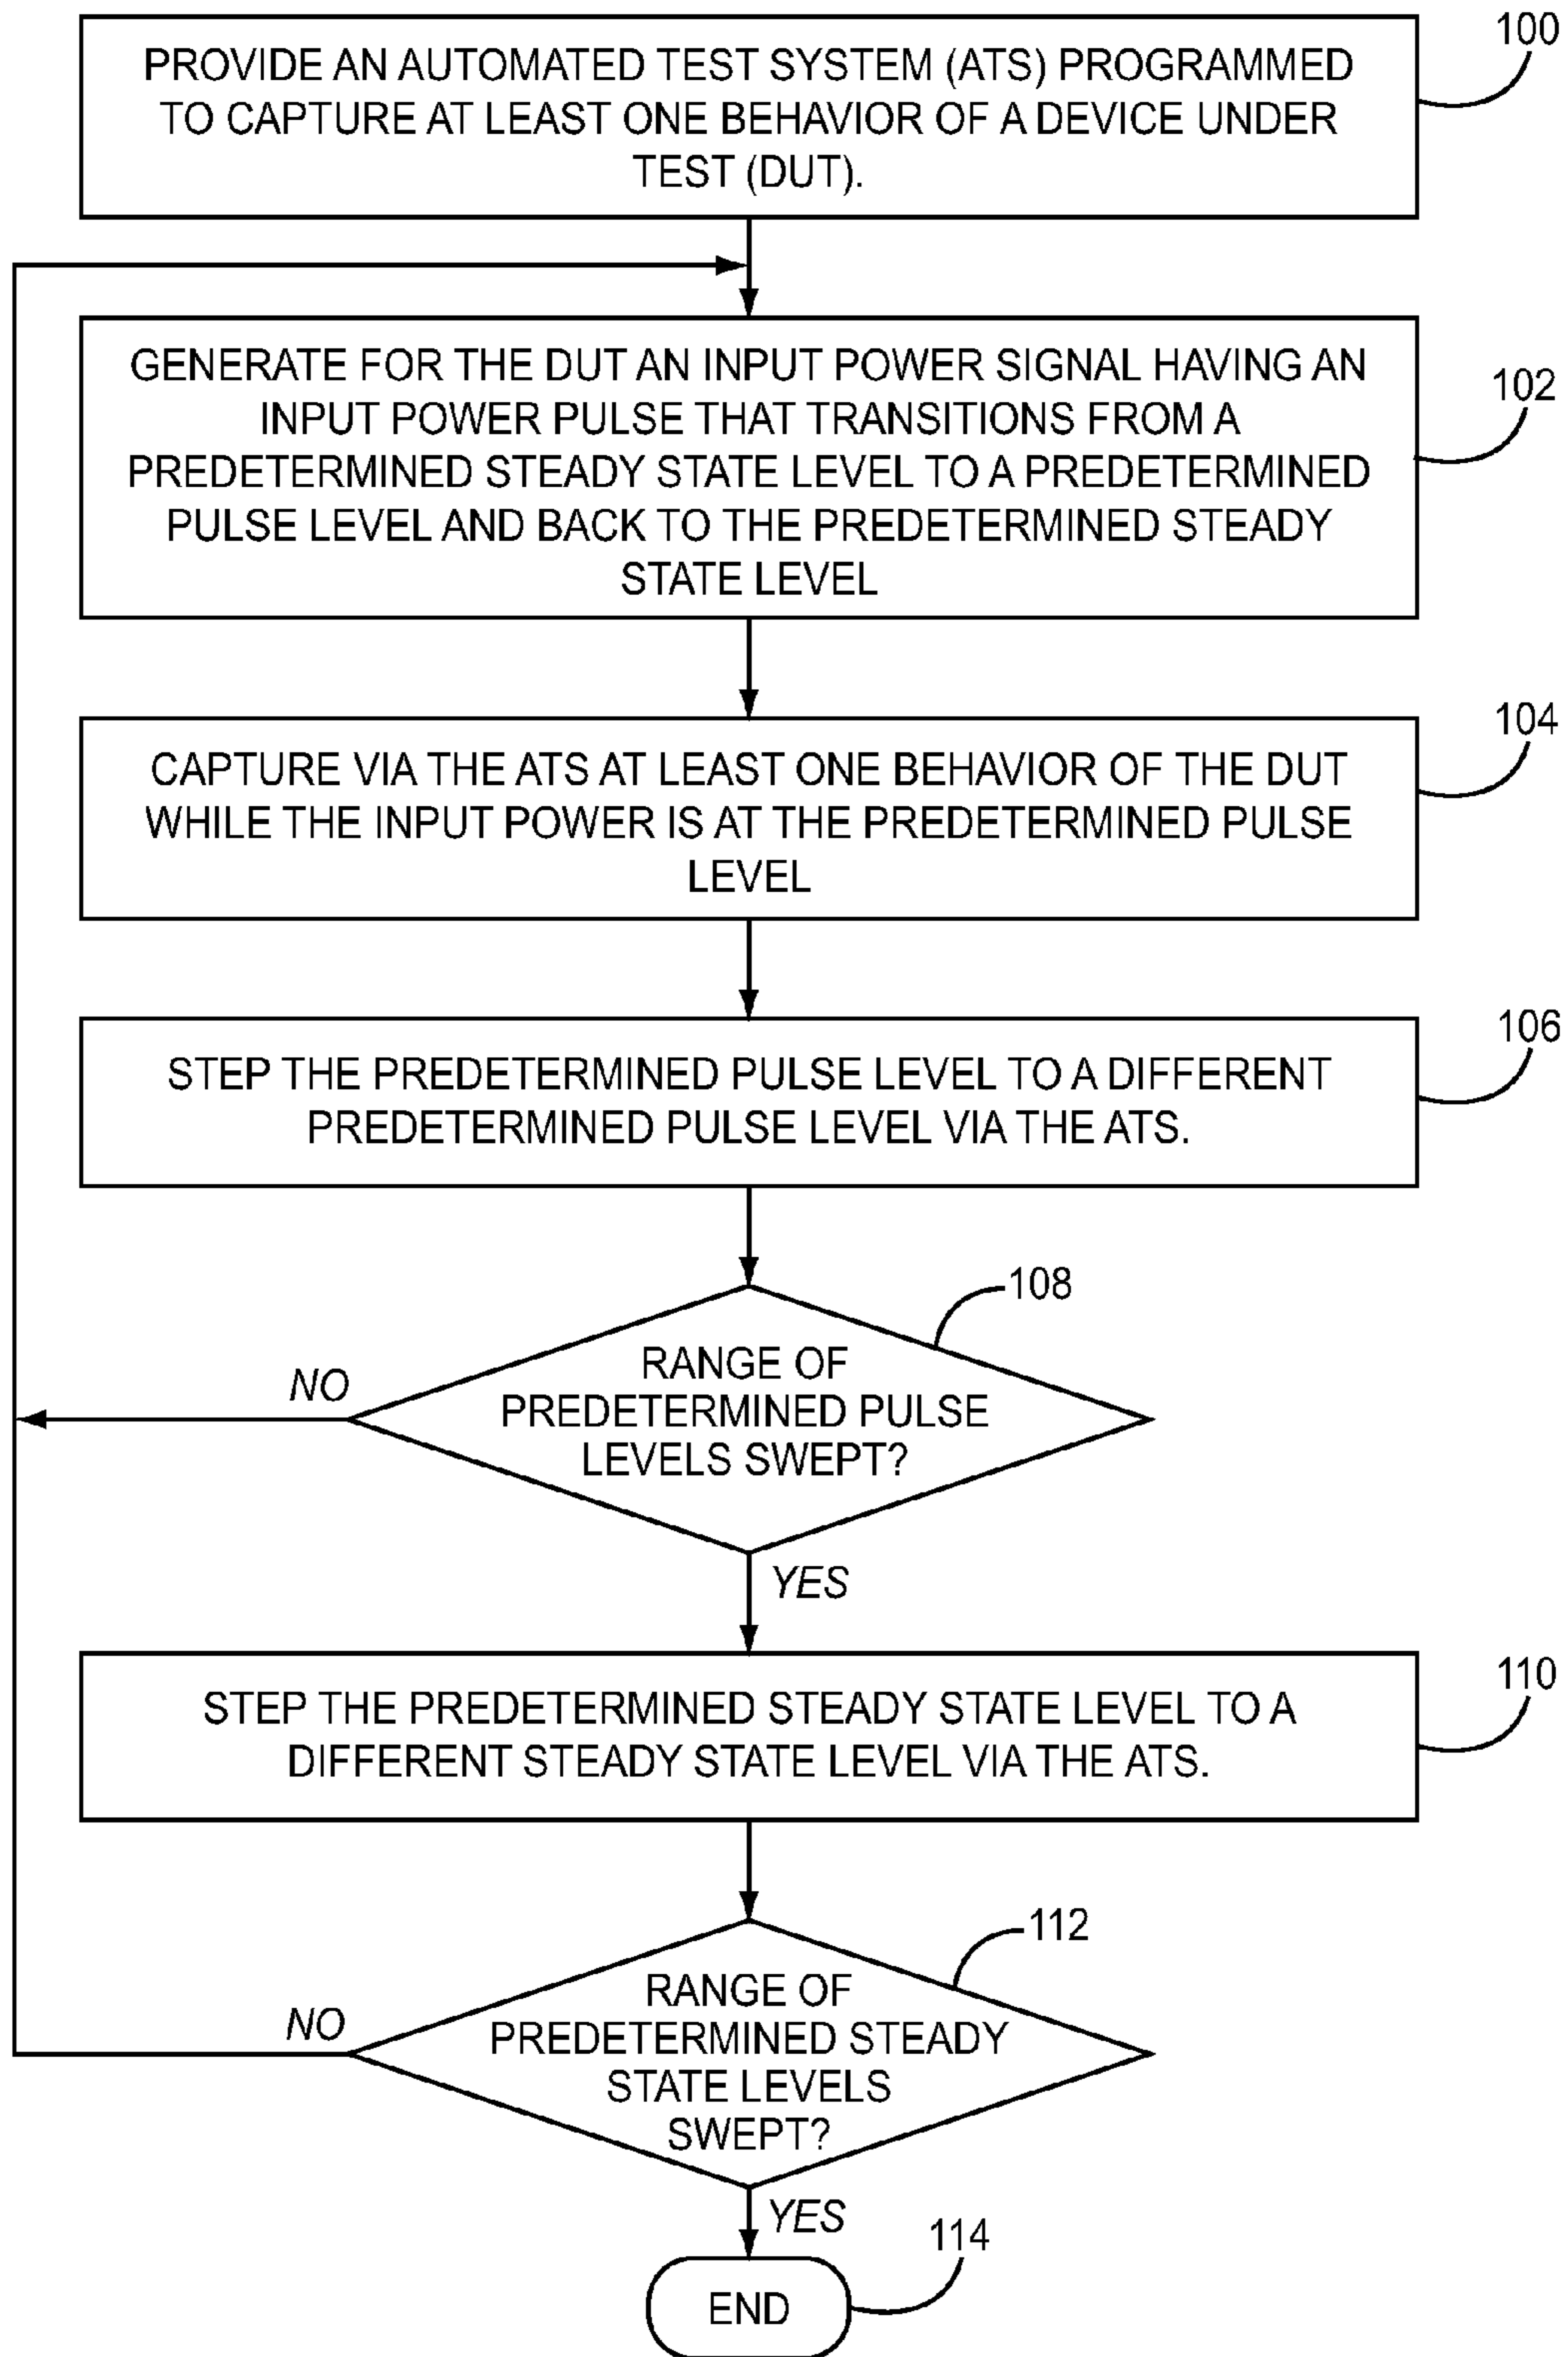 100
PROVIDE AN AUTOMATED TEST SYSTEM (ATS) PROGRAMMED
TO CAPTURE AT LEAST ONE BEHAVIOR OF A DEVICE UNDER
TEST (DUT).
102
GENERATE FOR THE DUT AN INPUT POWER SIGNAL HAVING AN
INPUT POWER PULSE THAT TRANSITIONS FROM A
PREDETERMINED STEADY STATE LEVEL TO A PREDETERMINED
PULSE LEVEL AND BACK TO THE PREDETERMINED STEADY
STATE LEVEL
104
CAPTURE VIA THE ATS AT LEAST ONE BEHAVIOR OF THE DUT
WHILE THE INPUT POWER IS AT THE PREDETERMINED PULSE
LEVEL
106
STEP THE PREDETERMINED PULSE LEVEL TO A DIFFERENT
PREDETERMINED PULSE LEVEL VIA THE ATS.
108
RANGE OF
PREDETERMINED PULSE
LEVELS SWEPT?
NO
YES
110
STEP THE PREDETERMINED STEADY STATE LEVEL TO A
DIFFERENT STEADY STATE LEVEL VIA THE ATS.
112
RANGE OF
PREDETERMINED STEADY
STATE LEVELS
SWEPT?
NO
YES
114
END